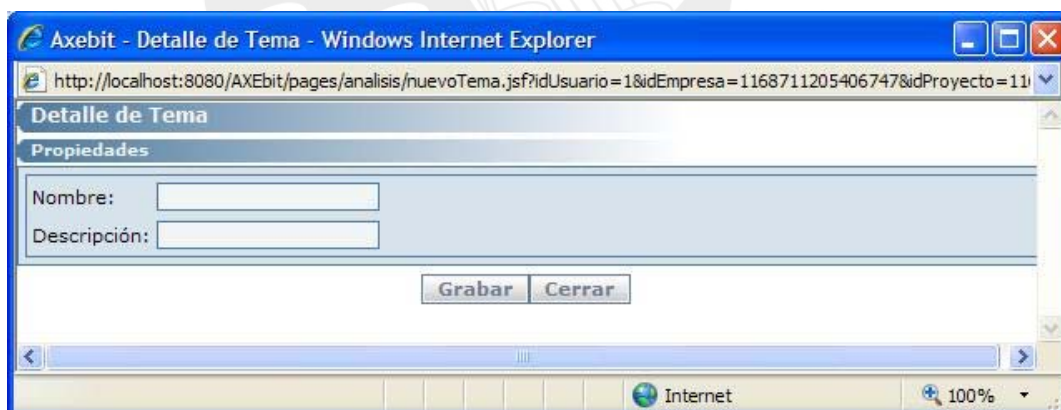 Axebit - Detalle de Tema - Windows Internet Explorer
http://localhost:8080/AXEbit/pages/analisis/nuevoTema.jsf?idUsuario=1&idEmpresa=1168711205406747&idProyecto=11
Detalle de Tema
Propiedades
Nombre:
Descripción:
Grabar Cerrar
Internet 100%